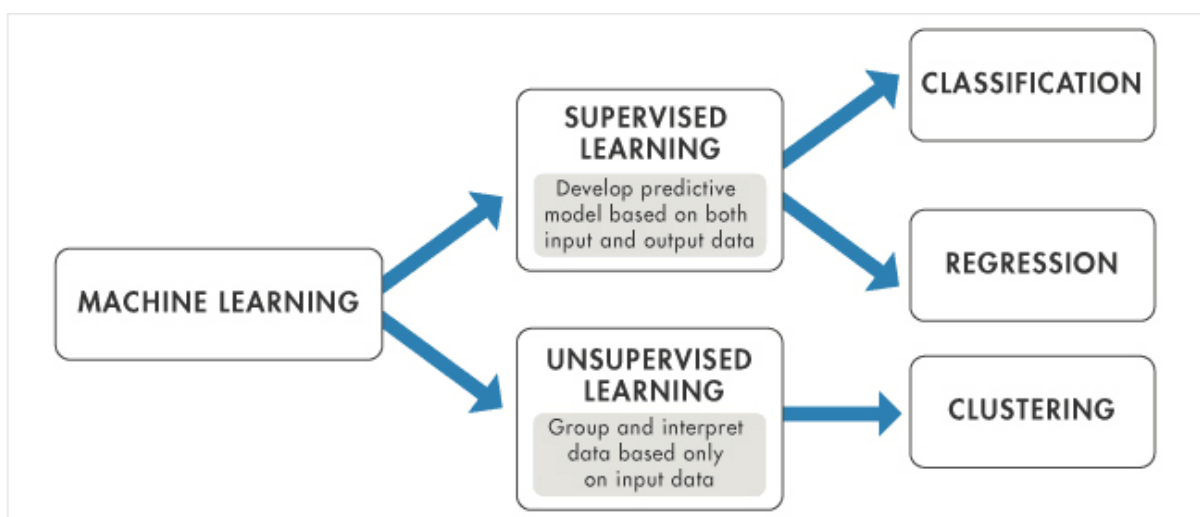 MACHINE LEARNING
SUPERVISED
LEARNING
Develop predictive
model based on both
input and output data
CLASSIFICATION
REGRESSION
UNSUPERVISED
LEARNING
Group and interpret
data based only
on input data
CLUSTERING